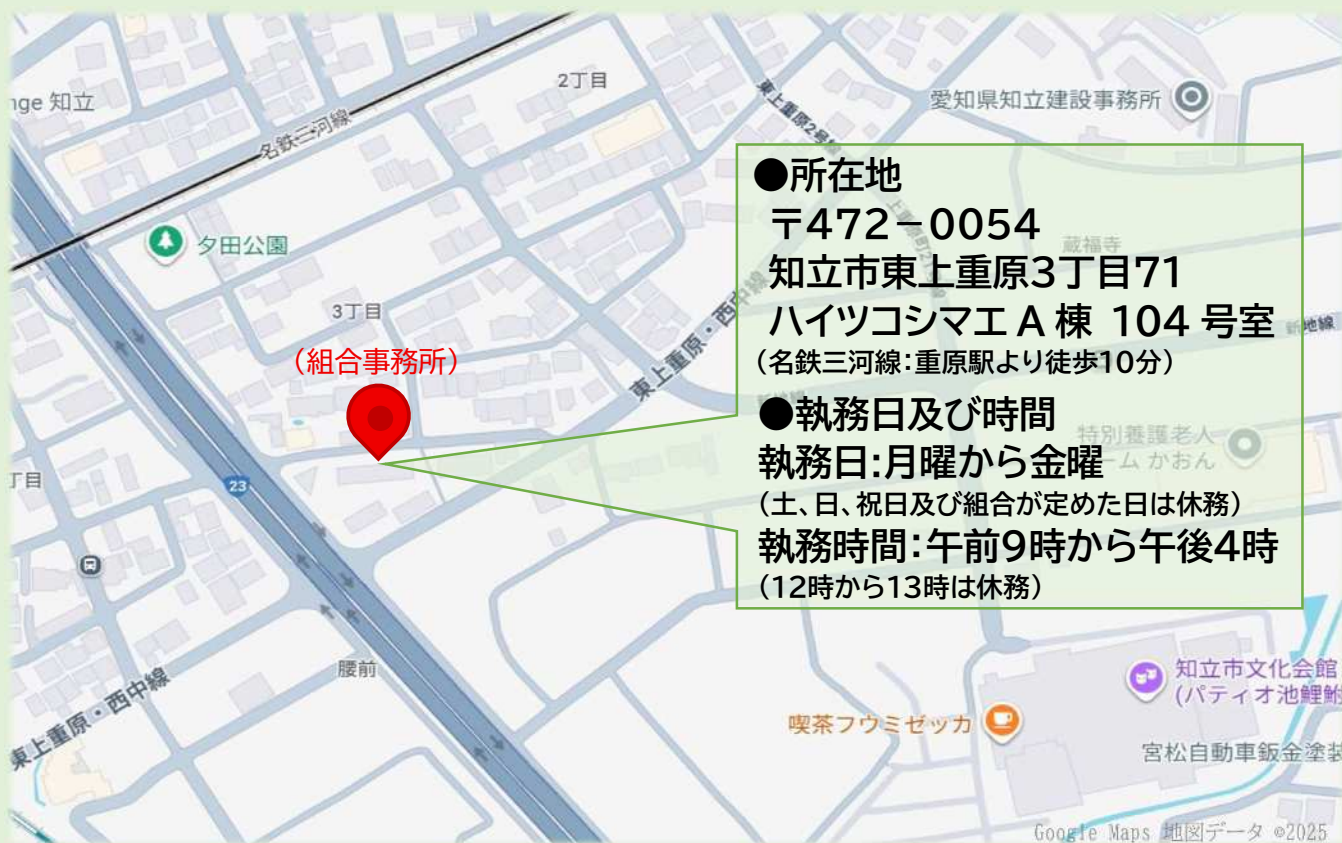 2丁目
nge 知立
愛知県知立建設事務所
東上重原2号線
名鉄三河線
夕田公園
3丁目
(組合事務所)
●所在地
〒472-0054
知立市東上重原3丁目71
ハイツコシマエA棟 104号室
(名鉄三河線:重原駅より徒歩10分)
●執務日及び時間
執務日:月曜から金曜
(土、日、祝日及び組合が定めた日は休務)
執務時間:午前9時から午後4時
(12時から13時は休務)
蔵福寺
新地線
東上重原・西中線
特別養護老人
ーム かおん
23
丁目
腰前
東上重原・西中線
知立市文化会館
(パティオ池鯉鮒
喫茶フウミゼッカ
宮松自動車鈑金塗装
Google Maps 地図データ ©2025